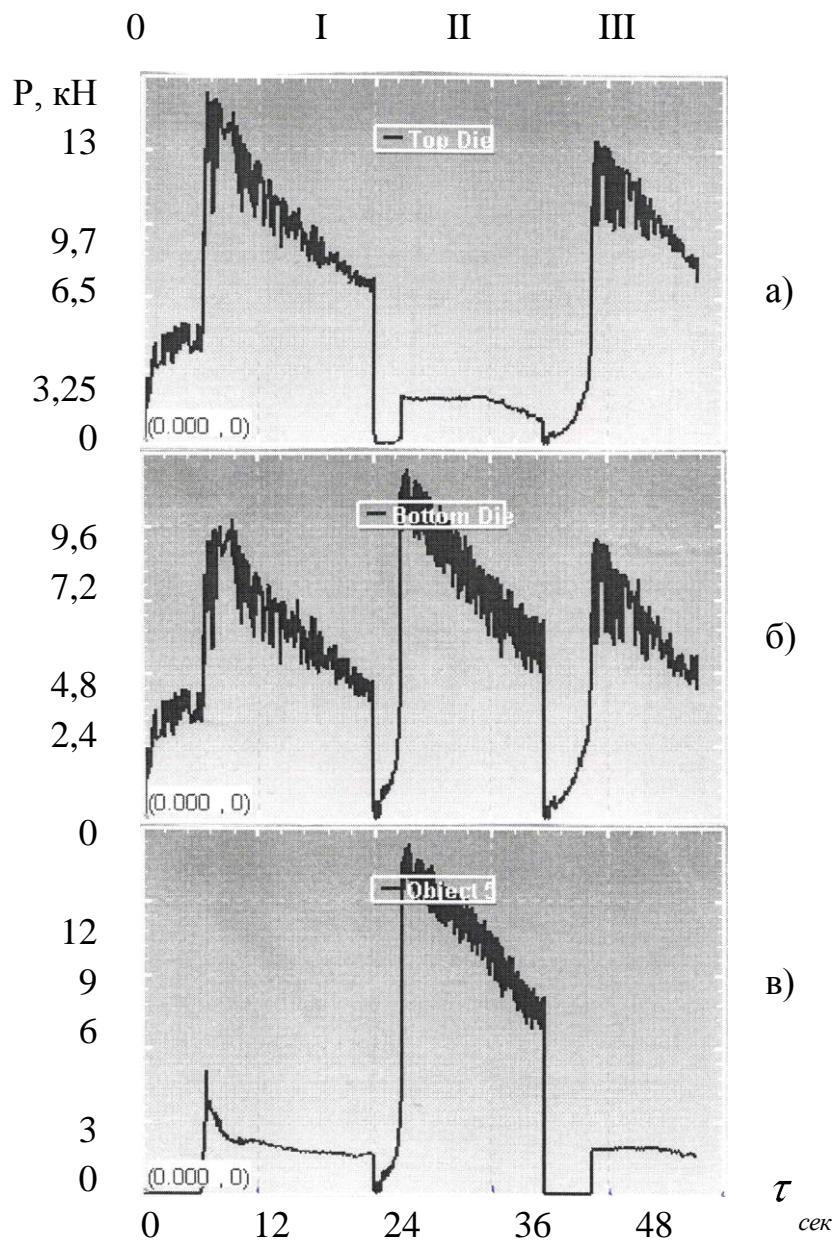 0 I II III
P, кН
13
9,7
6,5
3,25
0
Top Die
(0.000 , 0)
а)
9,6
7,2
4,8
2,4
0
Bottom Die
(0.000 , 0)
б)
12
9
6
3
0
Object 5
(0.000 , 0)
в)
0 12 24 36 48
τ сек